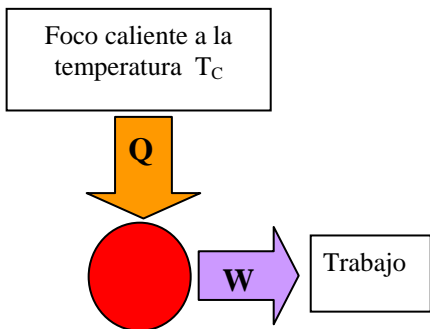 Foco caliente a la
temperatura T_C
Q
W
Trabajo